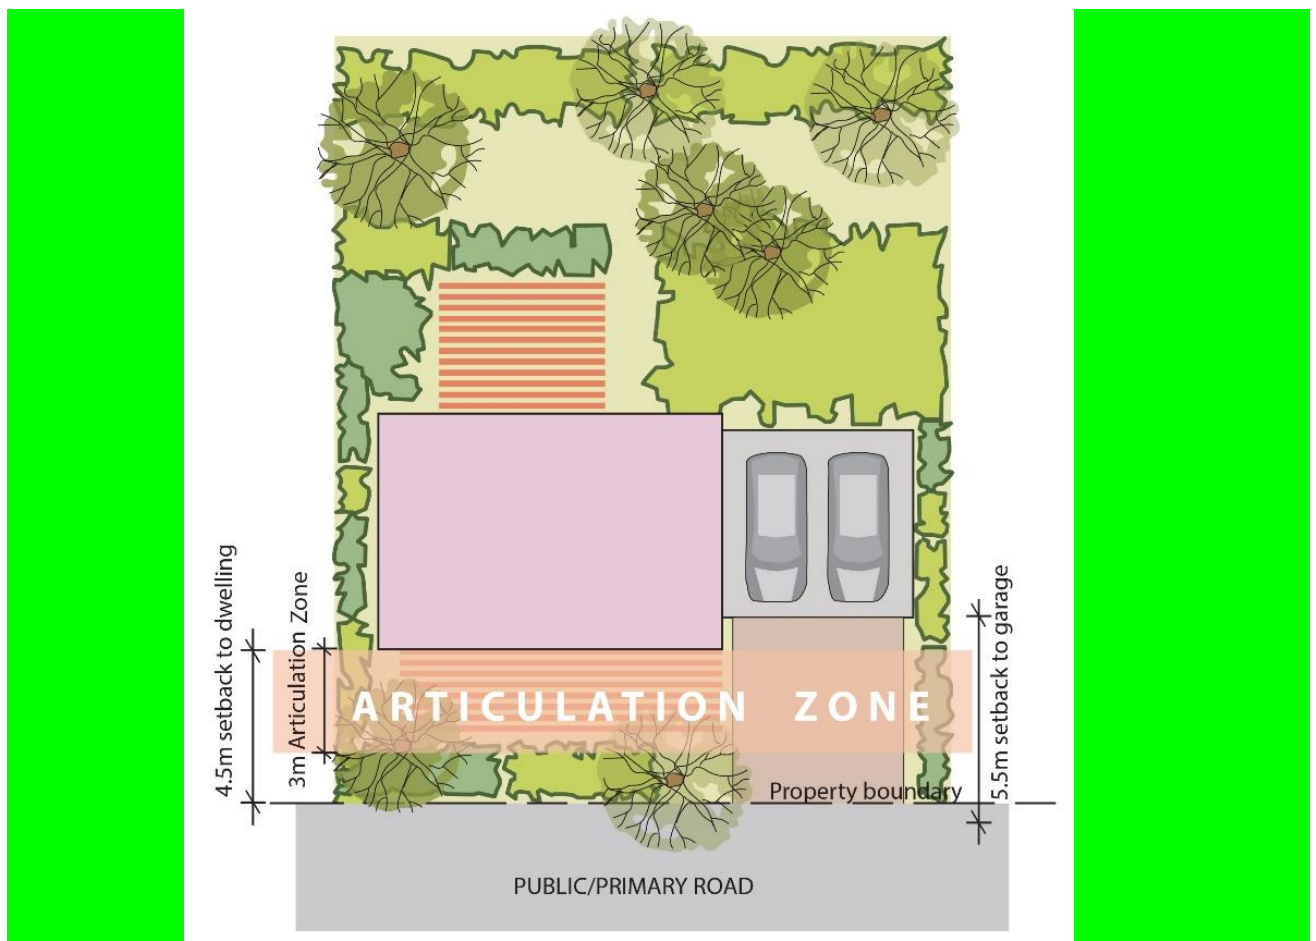 4.5m setback to dwelling
3m Articulation Zone
ARTICULATION ZONE
5.5m setback to garage
Property boundary
PUBLIC/PRIMARY ROAD